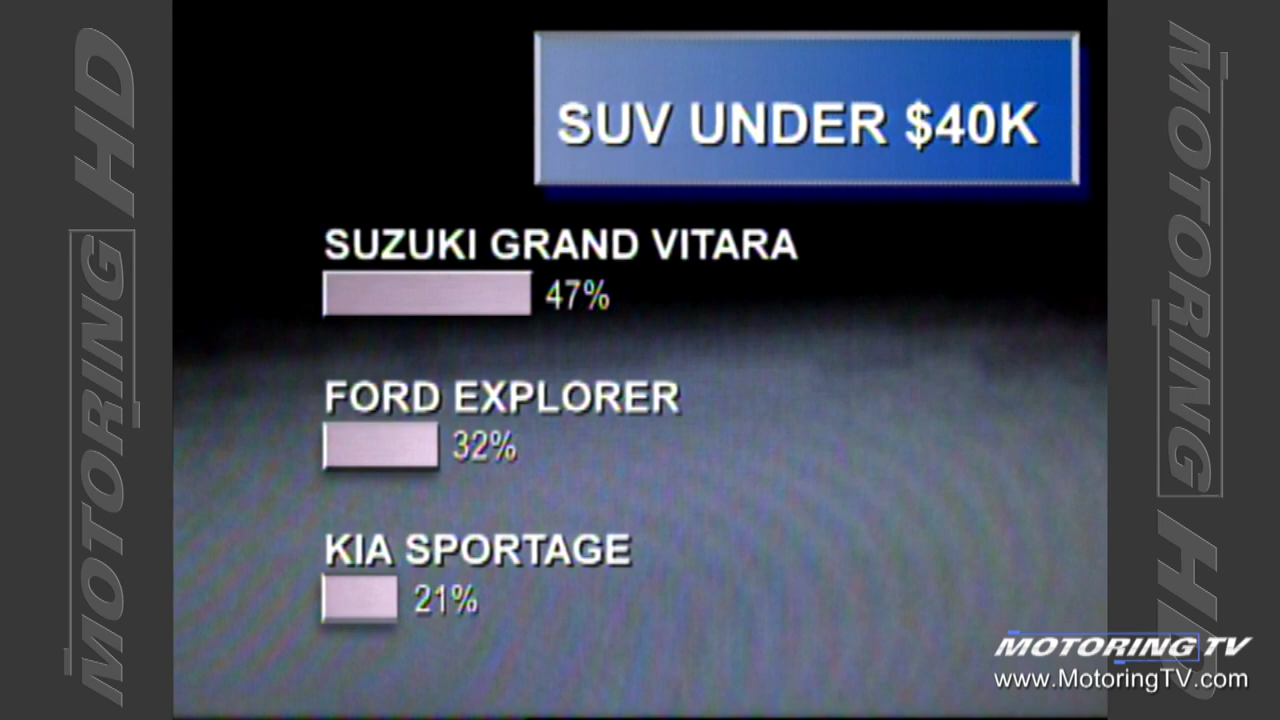 MOTORING HD
SUV UNDER $40K
SUZUKI GRAND VITARA
47%
FORD EXPLORER
32%
KIA SPORTAGE
21%
MOTORING HD
MOTORING TV
www.MotoringTV.com